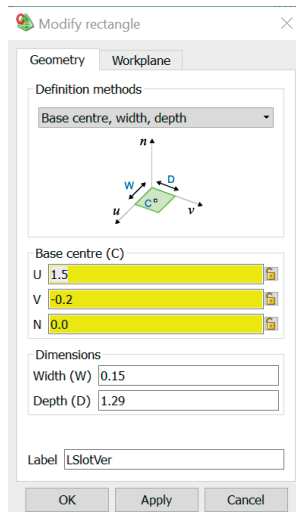 Modify rectangle
Geometry Workplane
Definition methods
Base centre, width, depth
n
W D
C
u v
Base centre (C)
U 1.5
V -0.2
N 0.0
Dimensions
Width (W) 0.15
Depth (D) 1.29
Label LSlotVer
OK Apply Cancel